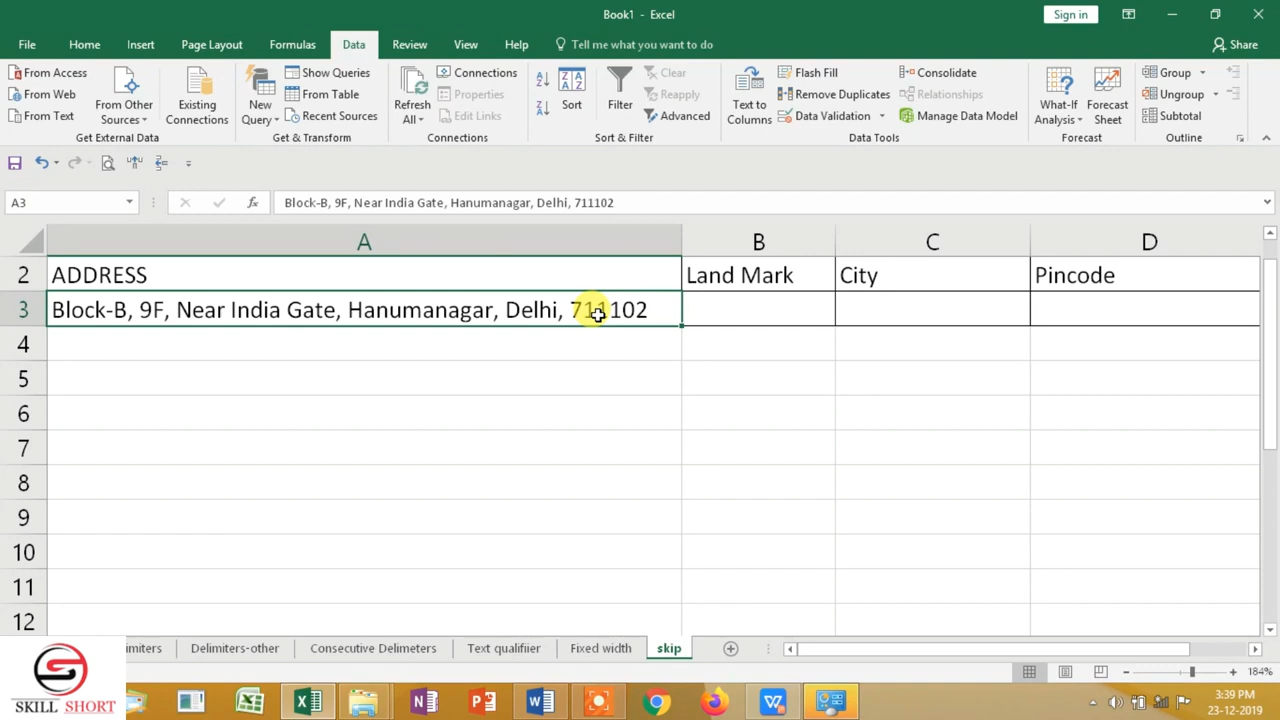 Book1 - Excel
Sign in
File Home Insert Page Layout Formulas Data Review View Help Tell me what you want to do Share
From Access
From Web
From Text
From Other Sources
Existing Connections
Get External Data
New Query
Show Queries
From Table
Recent Sources
Get & Transform
Refresh All
Connections
Properties
Edit Links
Connections
Sort
Filter
Clear
Reapply
Advanced
Sort & Filter
Text to Columns
Flash Fill
Remove Duplicates
Data Validation
Consolidate
Relationships
Manage Data Model
Data Tools
What-If Analysis
Forecast Sheet
Forecast
Group
Ungroup
Subtotal
Outline
A3 fx Block-B, 9F, Near India Gate, Hanumanagar, Delhi, 711102
A B C D
2 ADDRESS Land Mark City Pincode
3 Block-B, 9F, Near India Gate, Hanumanagar, Delhi, 711102
4
5
6
7
8
9
10
11
12
imiters Delimiters-other Consecutive Delimeters Text qualifiier Fixed width skip
184%
SKILL SHORT
3:39 PM
23-12-2019